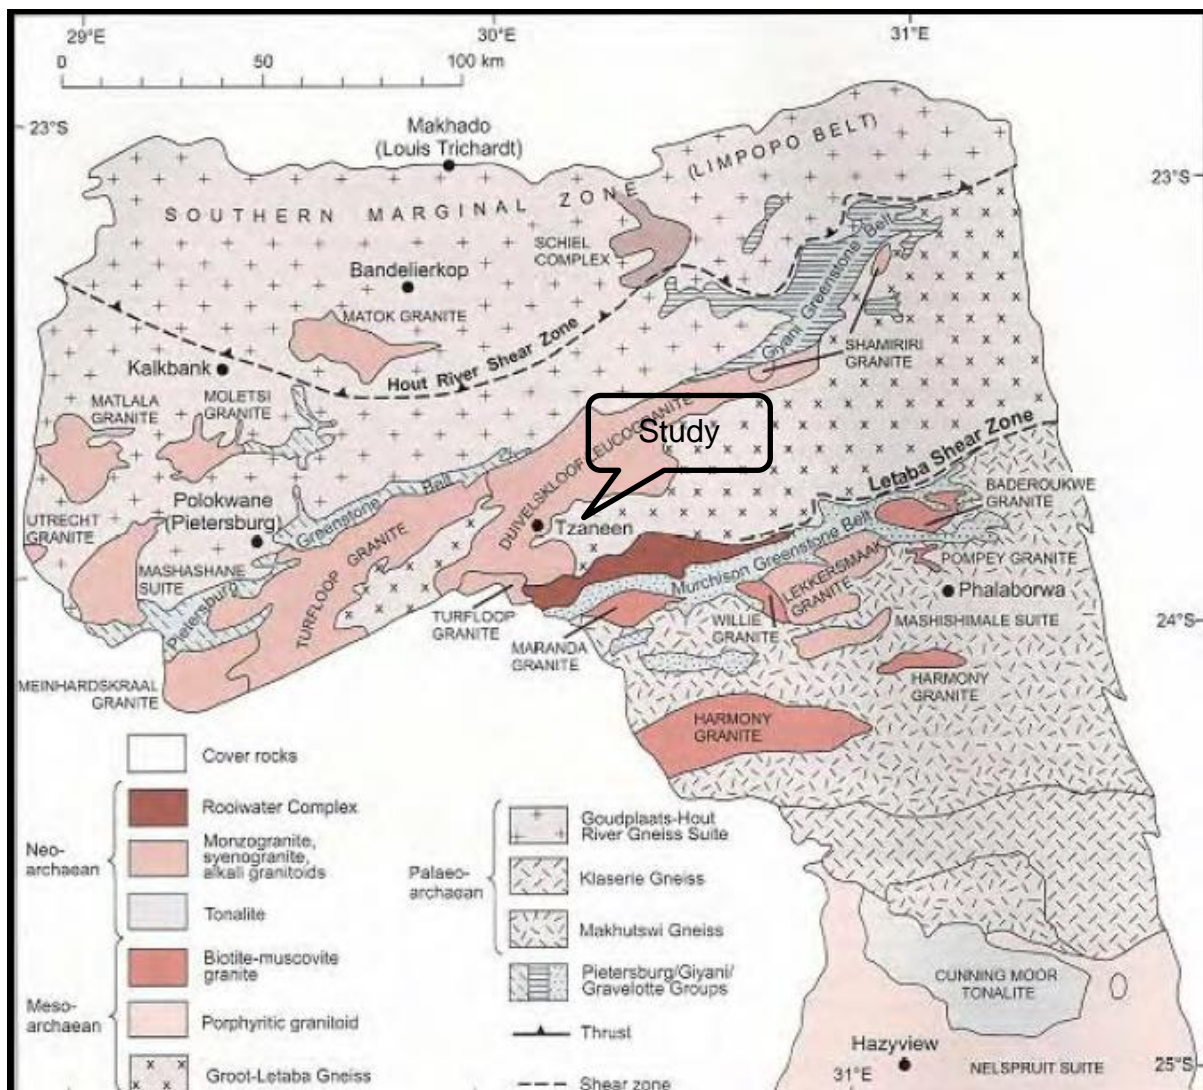 29°E
30°E
31°E
0
50
100 km
23°S
Makhado
(Louis Trichardt)
(LIMPOPO BELT)
23°S
SOUTHERN MARGINAL ZONE
SCHIEL
COMPLEX
Bandelierkop
MATOK GRANITE
Giyani Greenstone Belt
Hout River Shear Zone
SHAMIRIRI
GRANITE
Kalkbank
MATLALA
GRANITE
MOLETSI
GRANITE
Study
DUIVELSKLOOF LEUCOGRANITE
Letaba Shear Zone
BADEROUKWE
GRANITE
Polokwane
(Pietersburg)
UTRECHT
GRANITE
Pietersburg Greenstone Belt
Tzaneen
MASHASHANE
SUITE
TURFLOOP GRANITE
Murchison Greenstone Belt
POMPEY GRANITE
LEKKERSMAAK
GRANITE
Phalaborwa
TURFLOOP
GRANITE
WILLIE
GRANITE
MASHISHIMALE SUITE
24°S
MARANDA
GRANITE
MEINHARDSKRAAL
GRANITE
HARMONY
GRANITE
HARMONY
GRANITE
Cover rocks
Neo-
archaean
Rooiwater Complex
Monzogranite,
syenogranite,
alkali granitoids
Tonalite
Meso-
archaean
Biotite-muscovite
granite
Porphyritic granitoid
Groot-Letaba Gneiss
Palaeo-
archaean
Goudplaats-Hout
River Gneiss Suite
Klaserie Gneiss
Makhutswi Gneiss
Pietersburg/Giyani/
Gravelotte Groups
Thrust
Shear zone
CUNNING MOOR
TONALITE
Hazyview
31°E
NELSPRUIT SUITE
25°S